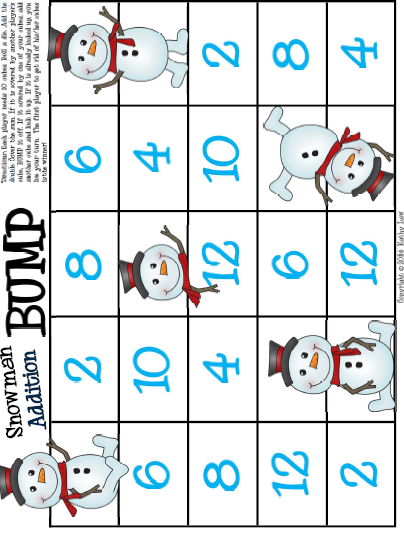 Snowman
Addition
BUMP
Directions: Each player needs 10 cubes. Roll a die. Add the
double. Cover the sum. If it is covered by another player's
cube, BUMP it off. If it is covered by one of your cubes, add
another cube and lock it up. If it is already locked up, you
lose your turn. The first player to get rid of his/her cubes
is the winner!
2 8 6
6 10 4
8 4 12 10 2
12 6 8
2 12 4
Copyright © 2014 Kathy Law